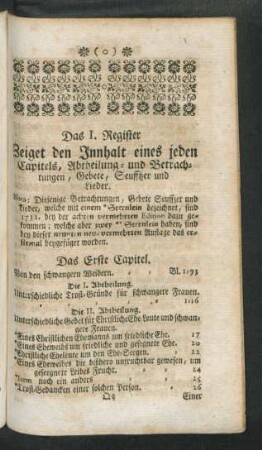 (o)
Das I. Register
Zeiget den Innhalt eines jeden
Capitels, Abtheilung- und Betrach-
tungen, Gebete, Seuffzer und
Lieder.
Diejenige Betrachtungen, Gebete Seuffzer und
Lieder, welche mit einem * Sternlein bezeichnet, sind
1732. bey der achten vermehrten Edition dazu ge-
kommen: welche aber zwey ** Sternlein haben, sind
bey dieser neunten vermehrten Auflage das er-
stemal beygefüget worden.
Das Erste Capitel.
Von den schwangern Weibern. Bl. 1:93
Die I. Abtheilung.
Unterschiedliche Trost-Gründe für schwangere Frauen.
1:16
Die II. Abtheilung.
Unterschiedliche Gebet für Christliche Ehe Leute und schwan-
gere Frauen.
*Eines Christlichen Ehemanns um friedliche Ehe. 17
*Eines Eheweibs um friedliche und gesegnete Ehe. 20
*Christliche Eheleute um den Ehe-Seegen. 22
*Eines Eheweibes die bishero unfruchtbar gewesen, um
gesegnete Leibes Frucht. 24
noch ein anders 25
*Trost-Gedancken einer solchen Person. 26
Einer